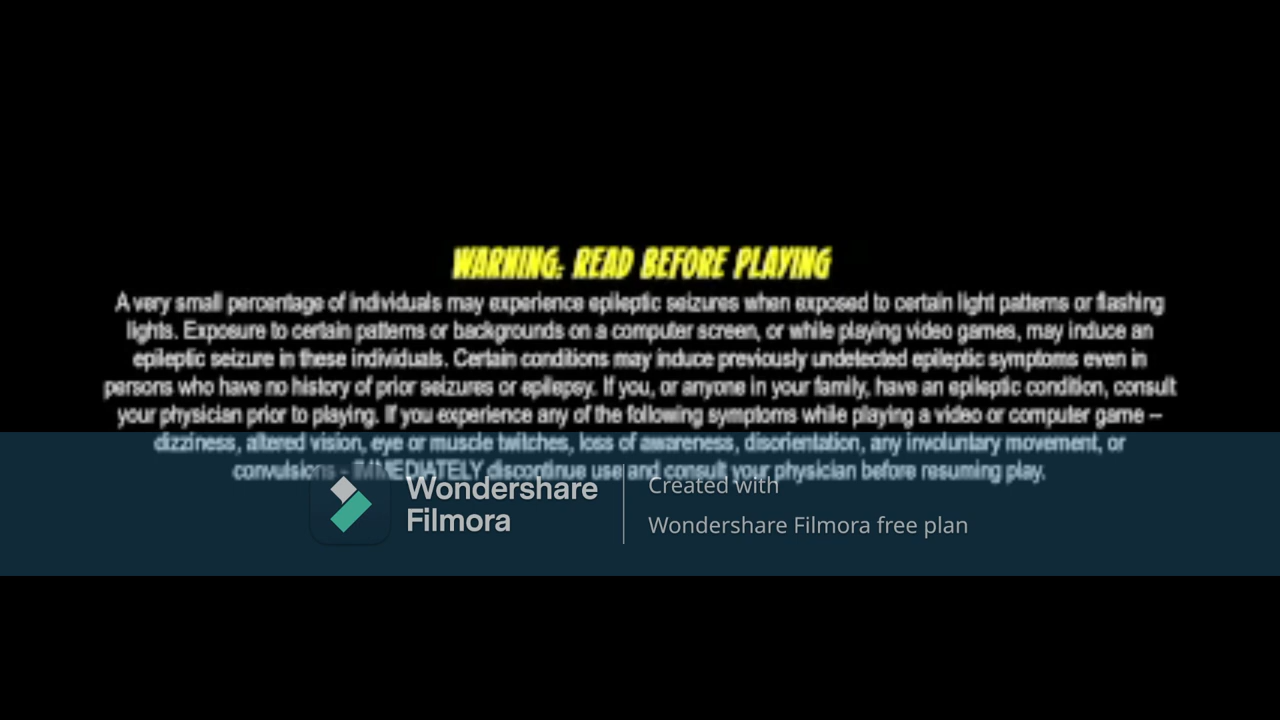 WARNING: READ BEFORE PLAYING
A very small percentage of individuals may experience epileptic seizures when exposed to certain light patterns or flashing
lights. Exposure to certain patterns or backgrounds on a computer screen, or while playing video games, may induce an
epileptic seizure in these individuals. Certain conditions may induce previously undetected epileptic symptoms even in
persons who have no history of prior seizures or epilepsy. If you, or anyone in your family, have an epileptic condition, consult
your physician prior to playing. If you experience any of the following symptoms while playing a video or computer game --
dizziness, altered vision, eye or muscle twitches, loss of awareness, disorientation, any involuntary movement, or
convulsions - IMMEDIATELY discontinue use and consult your physician before resuming play.
Wondershare
Filmora
Created with
Wondershare Filmora free plan